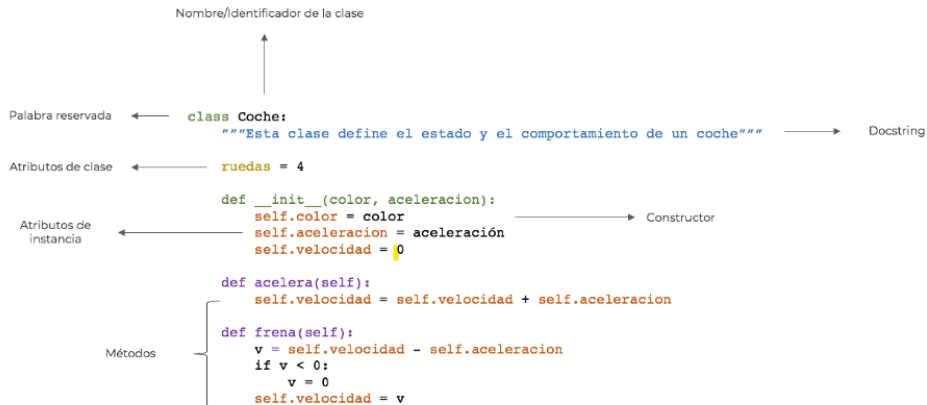 Nombre/Identificador de la clase
Palabra reservada
class Coche:
"""Esta clase define el estado y el comportamiento de un coche"""
Docstring
Atributos de clase
ruedas = 4
def __init__(color, aceleracion):
self.color = color
Constructor
Atributos de
instancia
self.aceleracion = aceleración
self.velocidad = 0
def acelera(self):
self.velocidad = self.velocidad + self.aceleracion
def frena(self):
Métodos
v = self.velocidad - self.aceleracion
if v < 0:
v = 0
self.velocidad = v